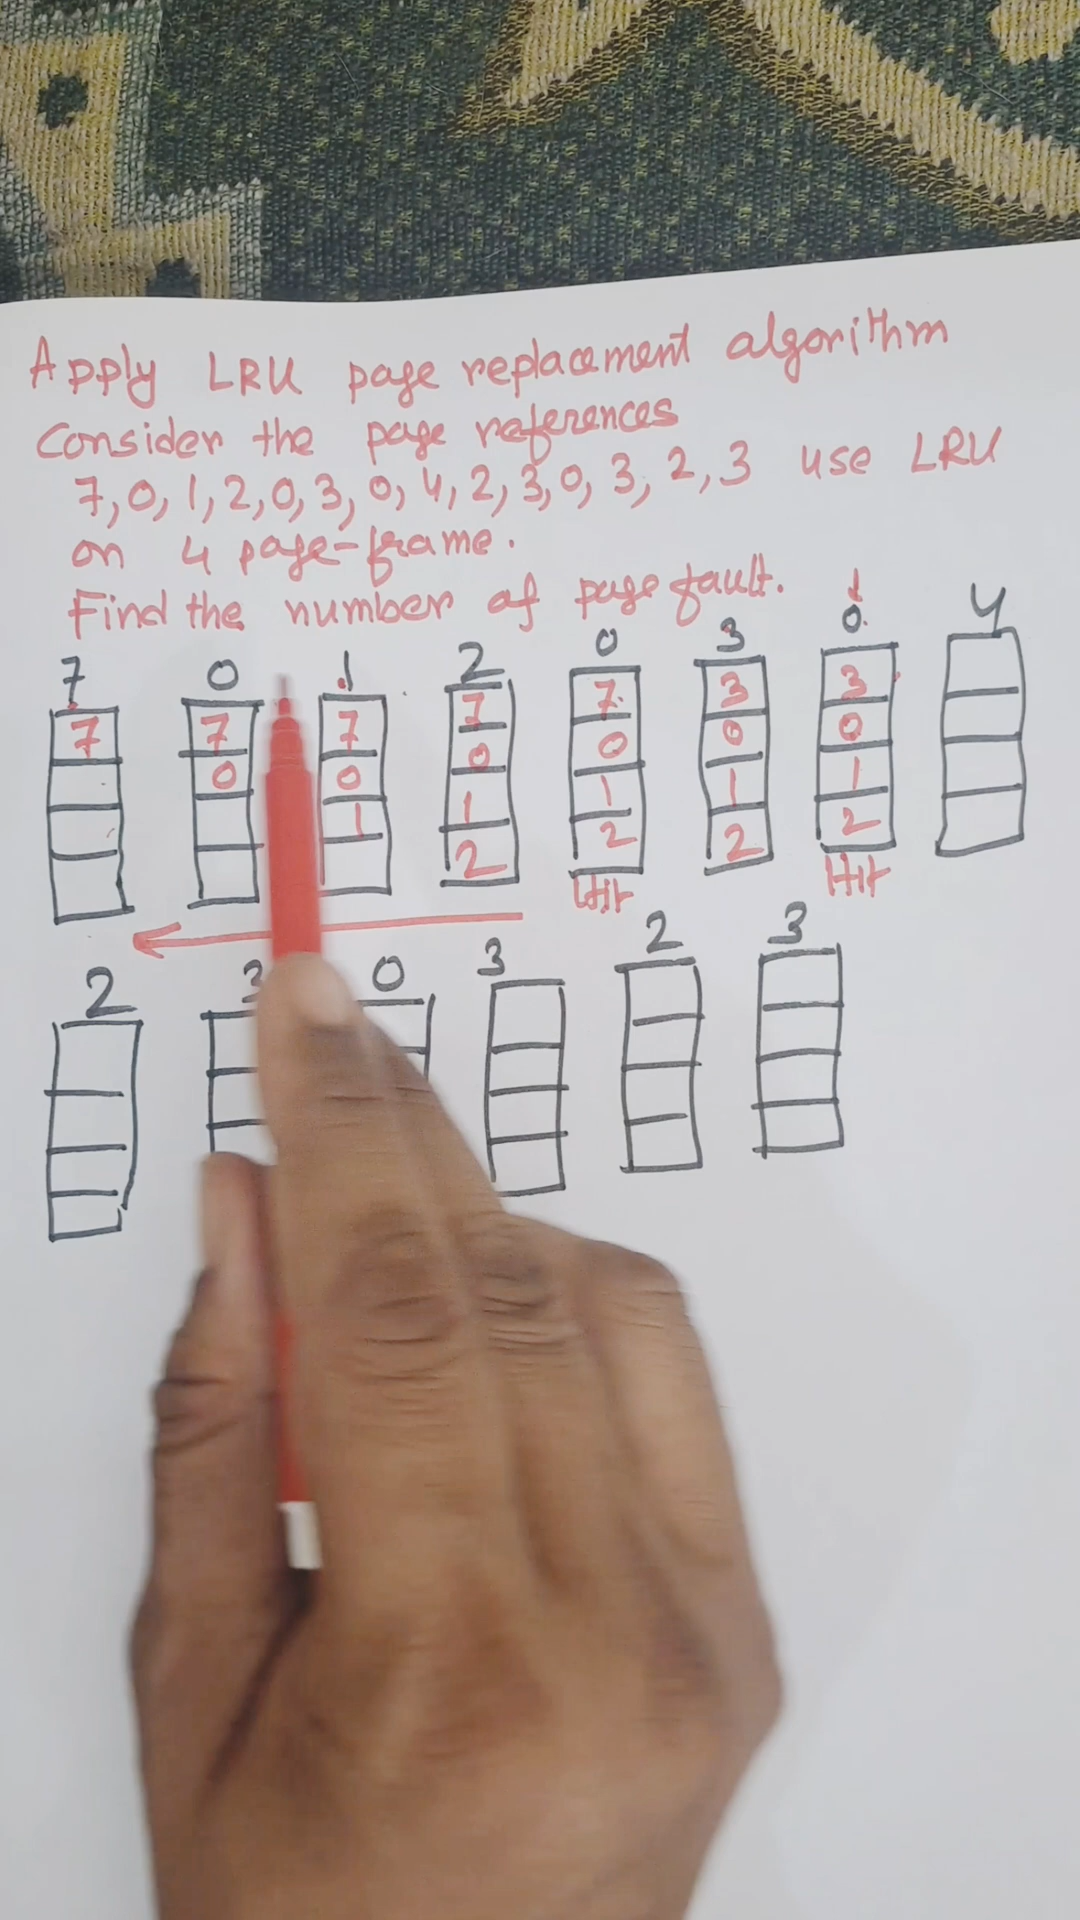 Apply LRU page replacement algorithm
Consider the page references
7, 0, 1, 2, 0, 3, 0, 4, 2, 3, 0, 3, 2, 3 use LRU
on 4 page-frame.
Find the number of page fault.
7 0 1 2 0 3 0 4
7 7 7 7 7 3 3
0 0 0 0 0 0
1 1 1 1 1
2 2 2 2
Hit Hit
2 3 0 3 2 3